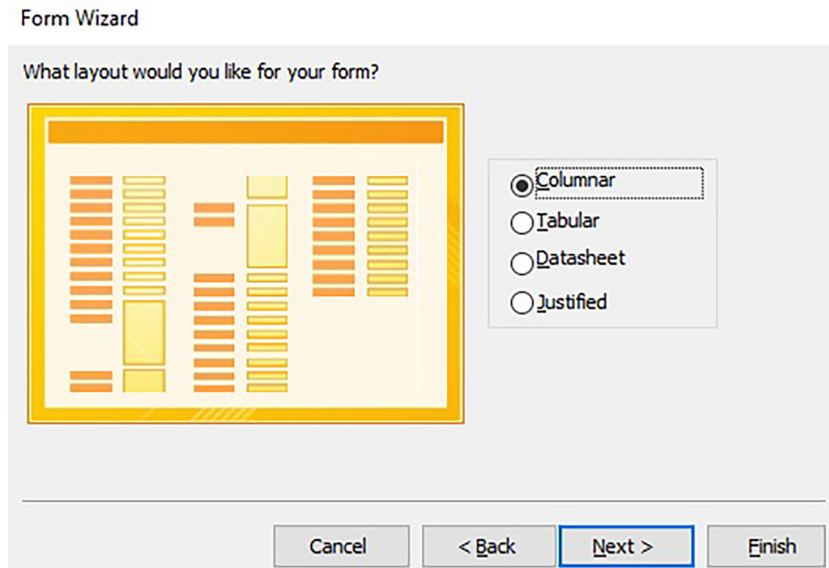 Form Wizard
What layout would you like for your form?
Columnar
Tabular
Datasheet
Justified
Cancel
< Back
Next >
Finish